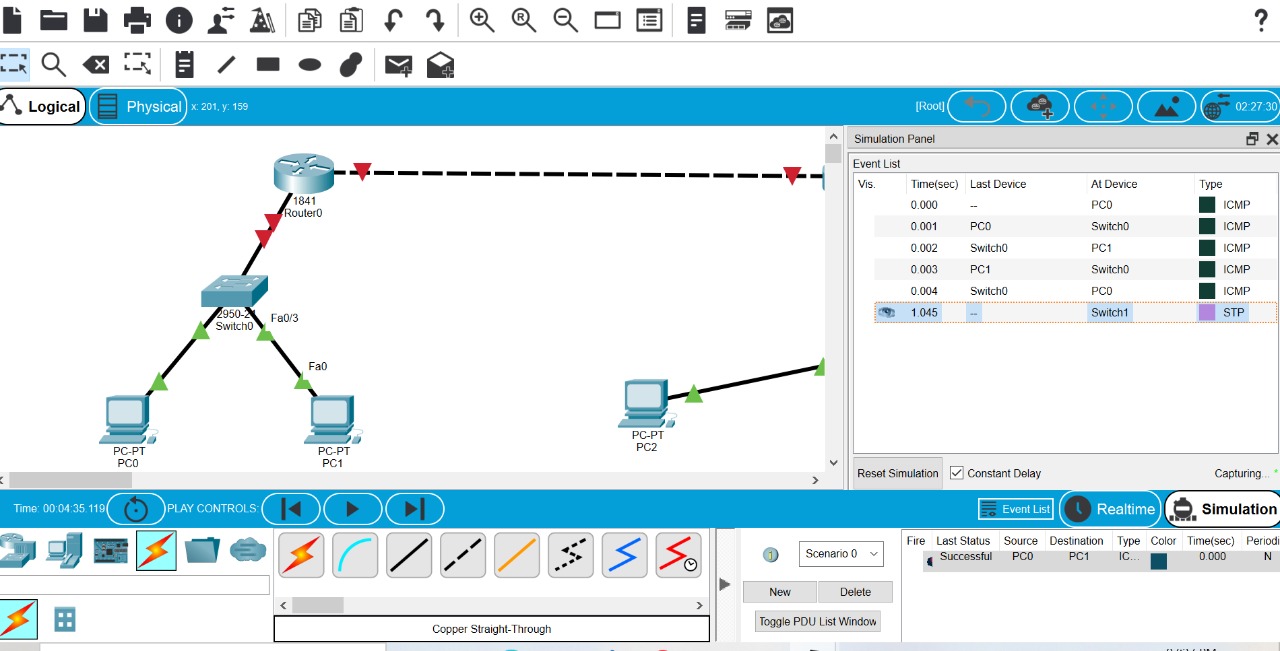 ?
Logical
Physical
x: 201, y: 159
[Root]
02:27:30
1841
Router0
2950-24
Switch0
Fa0/3
Fa0
PC-PT
PC0
PC-PT
PC1
PC-PT
PC2
Simulation Panel
Event List
Vis. Time(sec) Last Device At Device Type
0.000 -- PC0 ICMP
0.001 PC0 Switch0 ICMP
0.002 Switch0 PC1 ICMP
0.003 PC1 Switch0 ICMP
0.004 Switch0 PC0 ICMP
1.045 -- Switch1 STP
Reset Simulation
Constant Delay
Capturing...
Time: 00:04:35.119
PLAY CONTROLS:
Event List
Realtime
Simulation
Copper Straight-Through
Scenario 0
New
Delete
Toggle PDU List Window
Fire Last Status Source Destination Type Color Time(sec) Periodi
Successful PC0 PC1 IC... 0.000 N